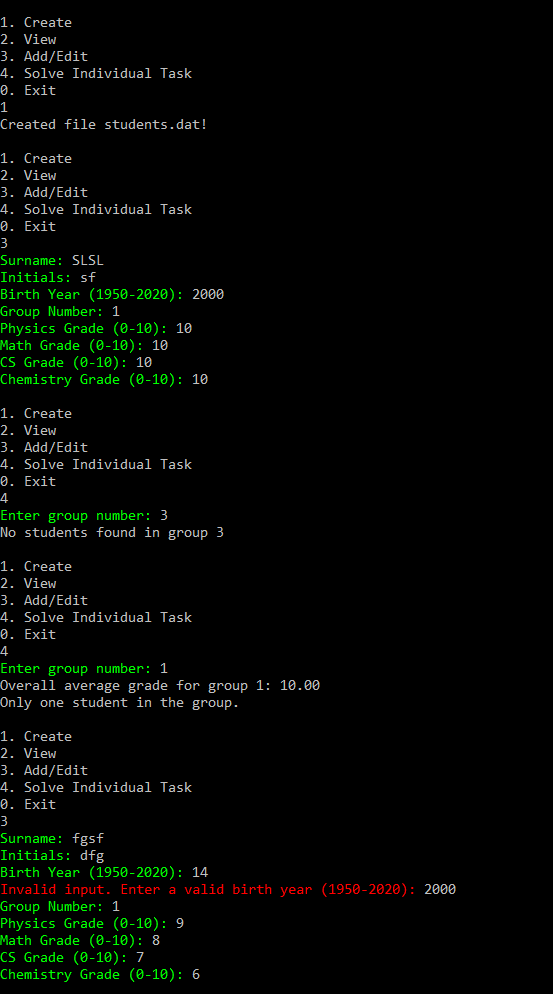 1. Create
2. View
3. Add/Edit
4. Solve Individual Task
0. Exit
1
Created file students.dat!
1. Create
2. View
3. Add/Edit
4. Solve Individual Task
0. Exit
3
Surname: SLSL
Initials: sf
Birth Year (1950-2020): 2000
Group Number: 1
Physics Grade (0-10): 10
Math Grade (0-10): 10
CS Grade (0-10): 10
Chemistry Grade (0-10): 10
1. Create
2. View
3. Add/Edit
4. Solve Individual Task
0. Exit
4
Enter group number: 3
No students found in group 3
1. Create
2. View
3. Add/Edit
4. Solve Individual Task
0. Exit
4
Enter group number: 1
Overall average grade for group 1: 10.00
Only one student in the group.
1. Create
2. View
3. Add/Edit
4. Solve Individual Task
0. Exit
3
Surname: fgsf
Initials: dfg
Birth Year (1950-2020): 14
Invalid input. Enter a valid birth year (1950-2020): 2000
Group Number: 1
Physics Grade (0-10): 9
Math Grade (0-10): 8
CS Grade (0-10): 7
Chemistry Grade (0-10): 6